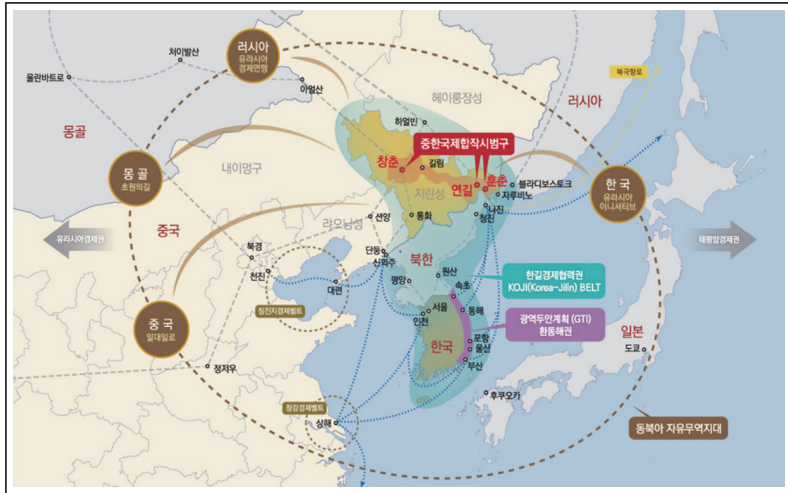 러시아
유라시아
경제연맹
처이발산
울란바트로
아얼산
헤이룽장성
러시아
북극항로
몽골
하얼빈
중한국제합작시범구
몽 골
초원의길
내이멍구
창춘
길림
지린성
연길
훈춘
블라디보스토크
자루비노
나진
청진
한 국
유라시아
이니셔티브
유라시아경제권
중국
랴오닝성
선양
통화
태평양경제권
북경
천진
단동
신의주
북한
대련
평양
원산
한길경제협력권
KOJI(Korea-Jilin) BELT
속초
징진지경제벨트
서울
인천
동해
광역두만계획 (GTI)
환동해권
중 국
일대일로
한국
포항
울산
부산
일본
도쿄
정저우
후쿠오카
창강경제벨트
상해
동북아 자유무역지대